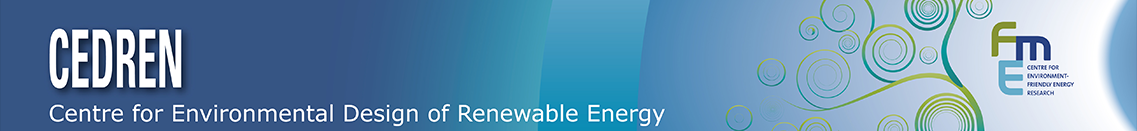 CEDREN
Centre for Environmental Design of Renewable Energy
FmE
CENTRE FOR
ENVIRONMENT-
FRIENDLY ENERGY
RESEARCH